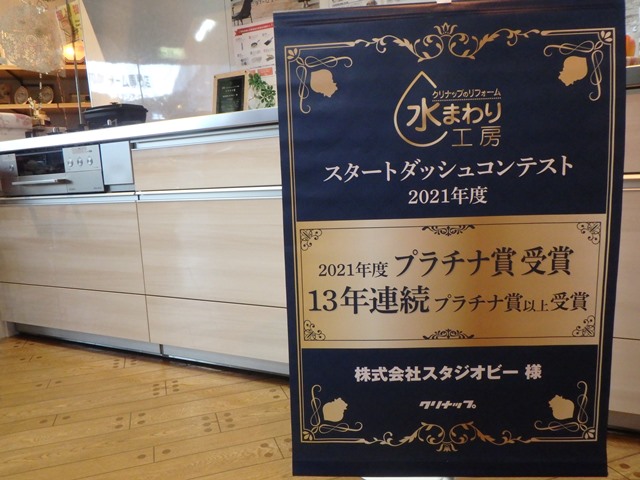 クリナップのリフォーム
水まわり
工房
スタートダッシュコンテスト
2021年度
2021年度 プラチナ賞 受賞
13年連続 プラチナ賞以上受賞
株式会社スタジオビー 様
クリナップ。